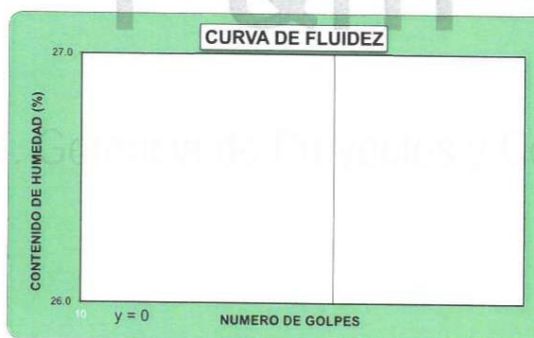 CURVA DE FLUIDEZ
27.0
CONTENIDO DE HUMEDAD (%)
26.0
10
y = 0
NUMERO DE GOLPES